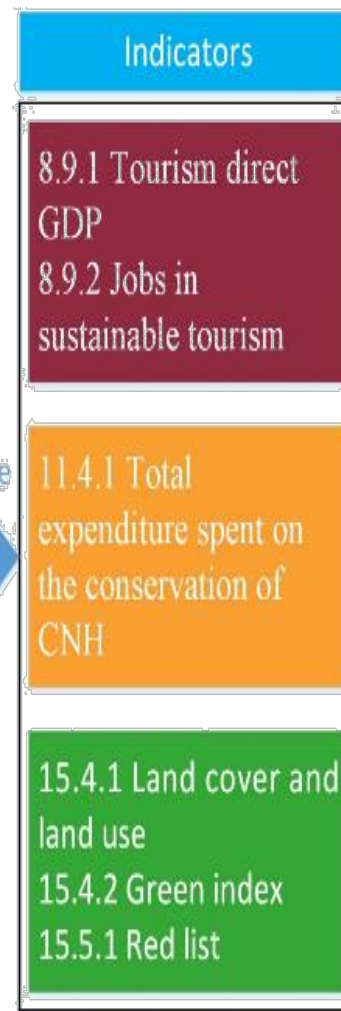 Indicators
8.9.1 Tourism direct
GDP
8.9.2 Jobs in
sustainable tourism
11.4.1 Total
expenditure spent on
the conservation of
CNH
15.4.1 Land cover and
land use
15.4.2 Green index
15.5.1 Red list